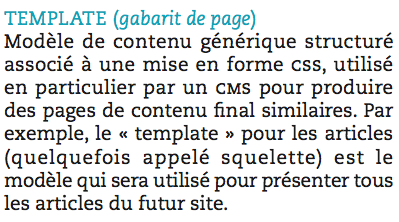 TEMPLATE (gabarit de page)
Modèle de contenu générique structuré
associé à une mise en forme CSS, utilisé
en particulier par un CMS pour produire
des pages de contenu final similaires. Par
exemple, le « template » pour les articles
(quelquefois appelé squelette) est le
modèle qui sera utilisé pour présenter tous
les articles du futur site.